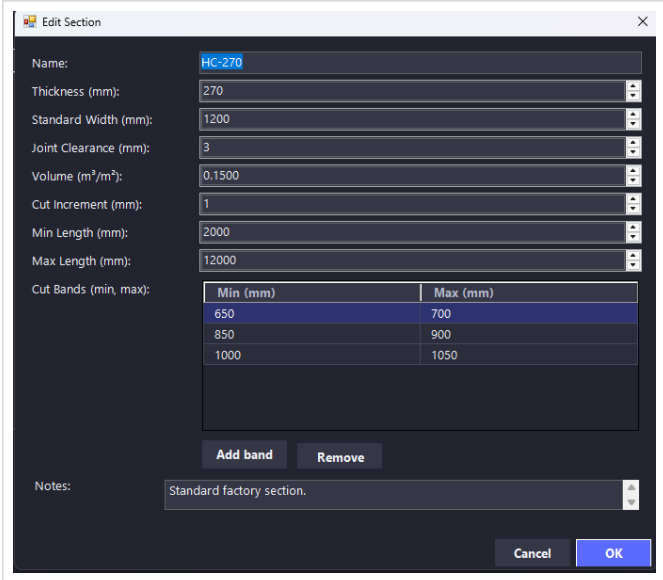 Edit Section
Name: HC-270
Thickness (mm): 270
Standard Width (mm): 1200
Joint Clearance (mm): 3
Volume (m³/m²): 0.1500
Cut Increment (mm): 1
Min Length (mm): 2000
Max Length (mm): 12000
Cut Bands (min, max): Min (mm) Max (mm)
650 700
850 900
1000 1050
Add band Remove
Notes: Standard factory section.
Cancel OK